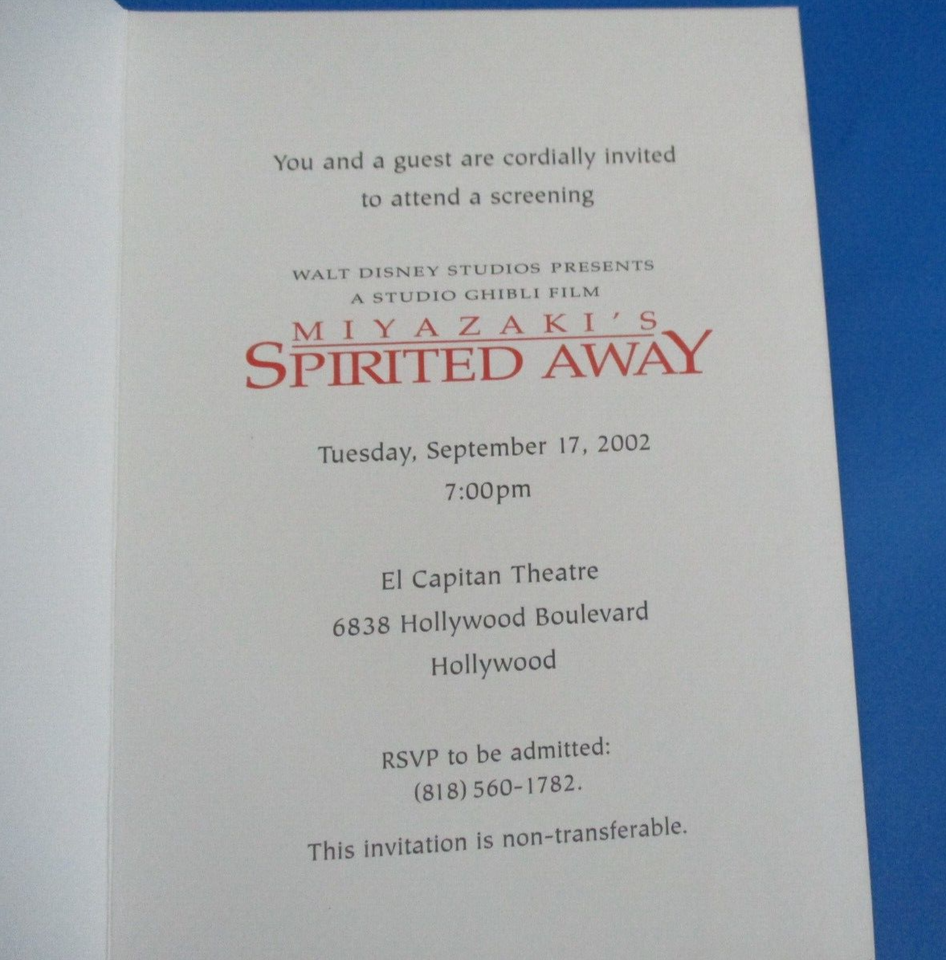 You and a guest are cordially invited
to attend a screening
WALT DISNEY STUDIOS PRESENTS
A STUDIO GHIBLI FILM
MIYAZAKI'S
SPIRITED AWAY
Tuesday, September 17, 2002
7:00pm
El Capitan Theatre
6838 Hollywood Boulevard
Hollywood
RSVP to be admitted:
(818) 560-1782.
This invitation is non-transferable.